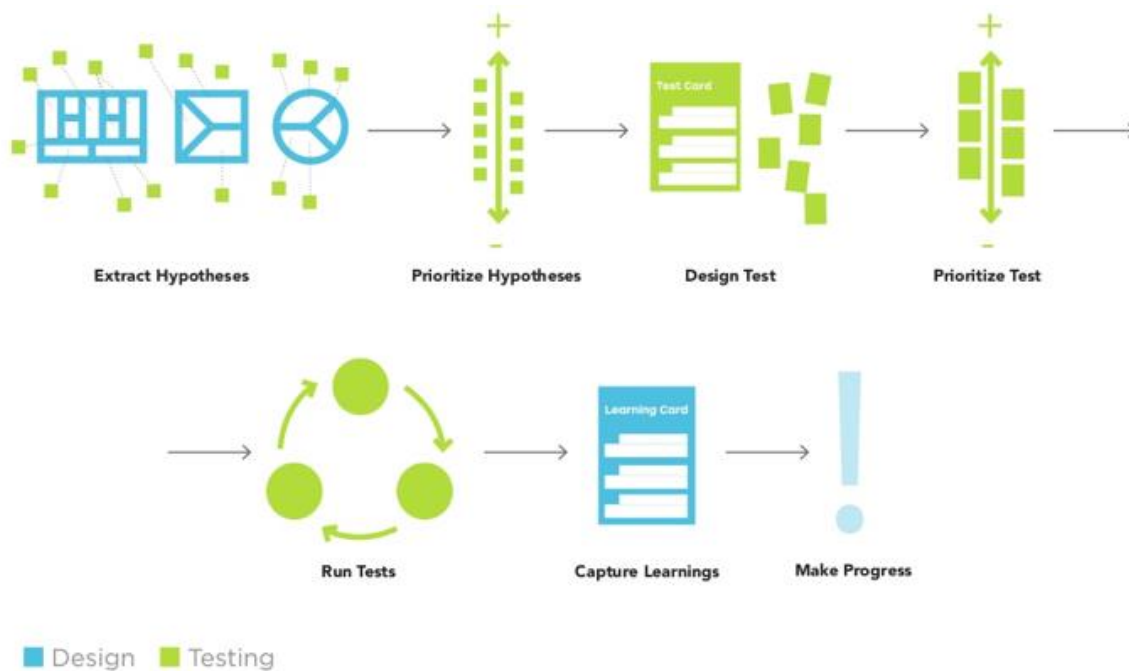 Test Card
Extract Hypotheses
Prioritize Hypotheses
Design Test
Prioritize Test
Learning Card
Run Tests
Capture Learnings
Make Progress
Design
Testing